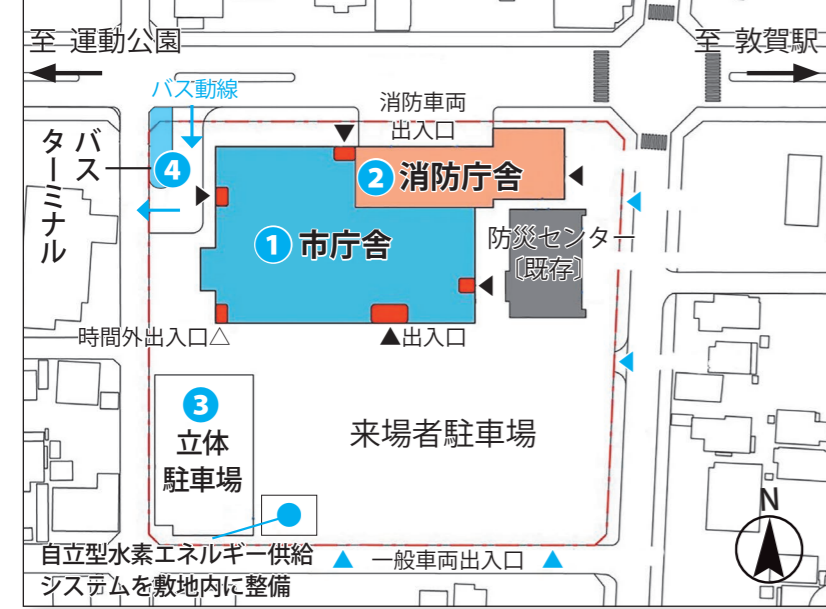 至 運動公園
至 敦賀駅
バス動線
消防車両
出入口
バス
ターミナル
④
② 消防庁舎
① 市庁舎
防災センター
〔既存〕
時間外出入口△
▲出入口
③
立体
駐車場
来場者駐車場
N
自立型水素エネルギー供給
システムを敷地内に整備
▲ 一般車両出入口 ▲